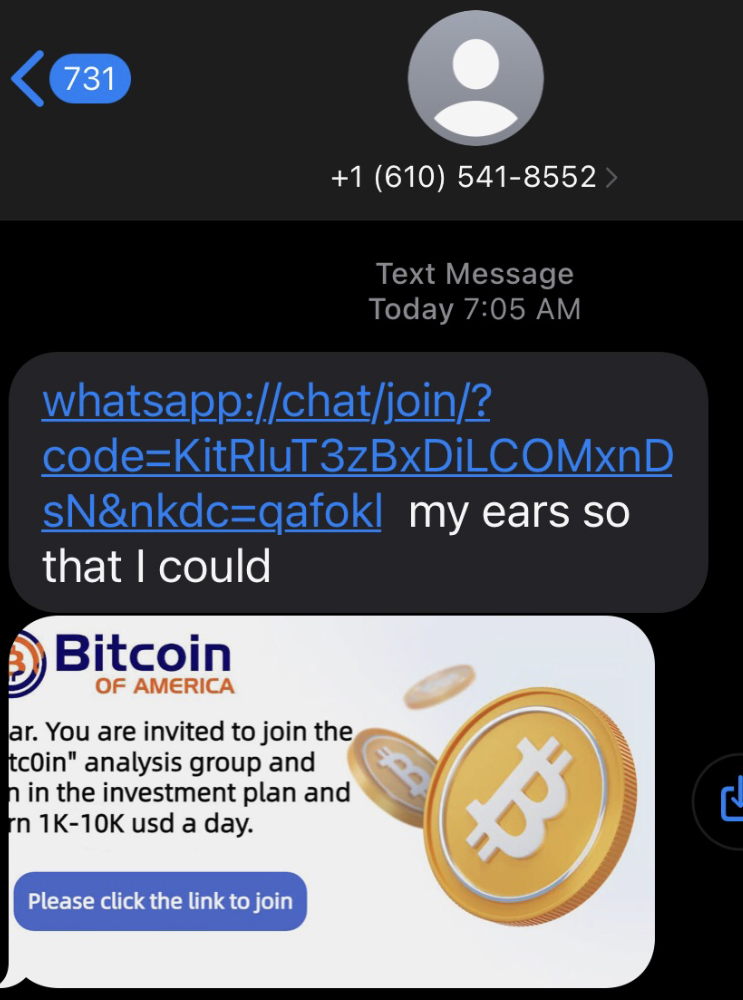 731
+1 (610) 541-8552
Text Message
Today 7:05 AM
whatsapp://chat/join/?
code=KitRIuT3zBxDiLCOMxnD
sN&nkdc=qafokl my ears so
that I could
Bitcoin
OF AMERICA
ar. You are invited to join the
tc0in" analysis group and
n in the investment plan and
rn 1K-10K usd a day.
Please click the link to join